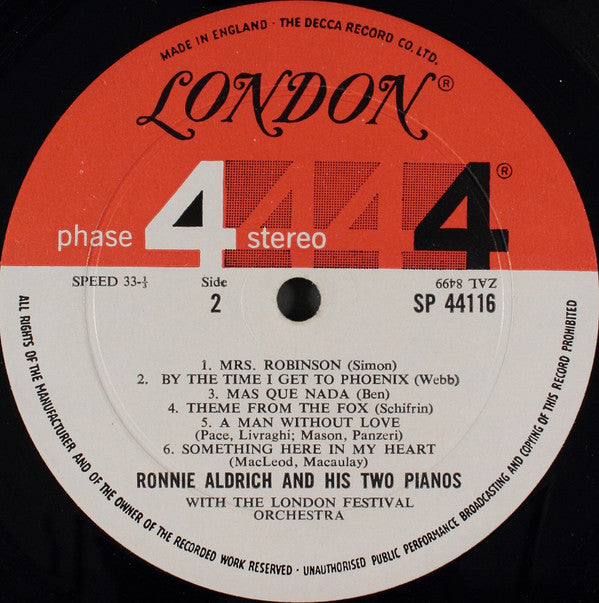 MADE IN ENGLAND · THE DECCA RECORD CO. LTD.
LONDON®
phase 4 stereo 4 4 4®
SPEED 33-⅓
Side
2
ZAL 8499
SP 44116
1. MRS. ROBINSON (Simon)
2. BY THE TIME I GET TO PHOENIX (Webb)
3. MAS QUE NADA (Ben)
4. THEME FROM THE FOX (Schifrin)
5. A MAN WITHOUT LOVE
(Pace, Livraghi; Mason, Panzeri)
6. SOMETHING HERE IN MY HEART
(MacLeod, Macaulay)
RONNIE ALDRICH AND HIS TWO PIANOS
WITH THE LONDON FESTIVAL
ORCHESTRA
ALL RIGHTS OF THE MANUFACTURER AND OF THE OWNER OF THE RECORDED WORK RESERVED · UNAUTHORISED PUBLIC PERFORMANCE BROADCASTING AND COPYING OF THIS RECORD PROHIBITED